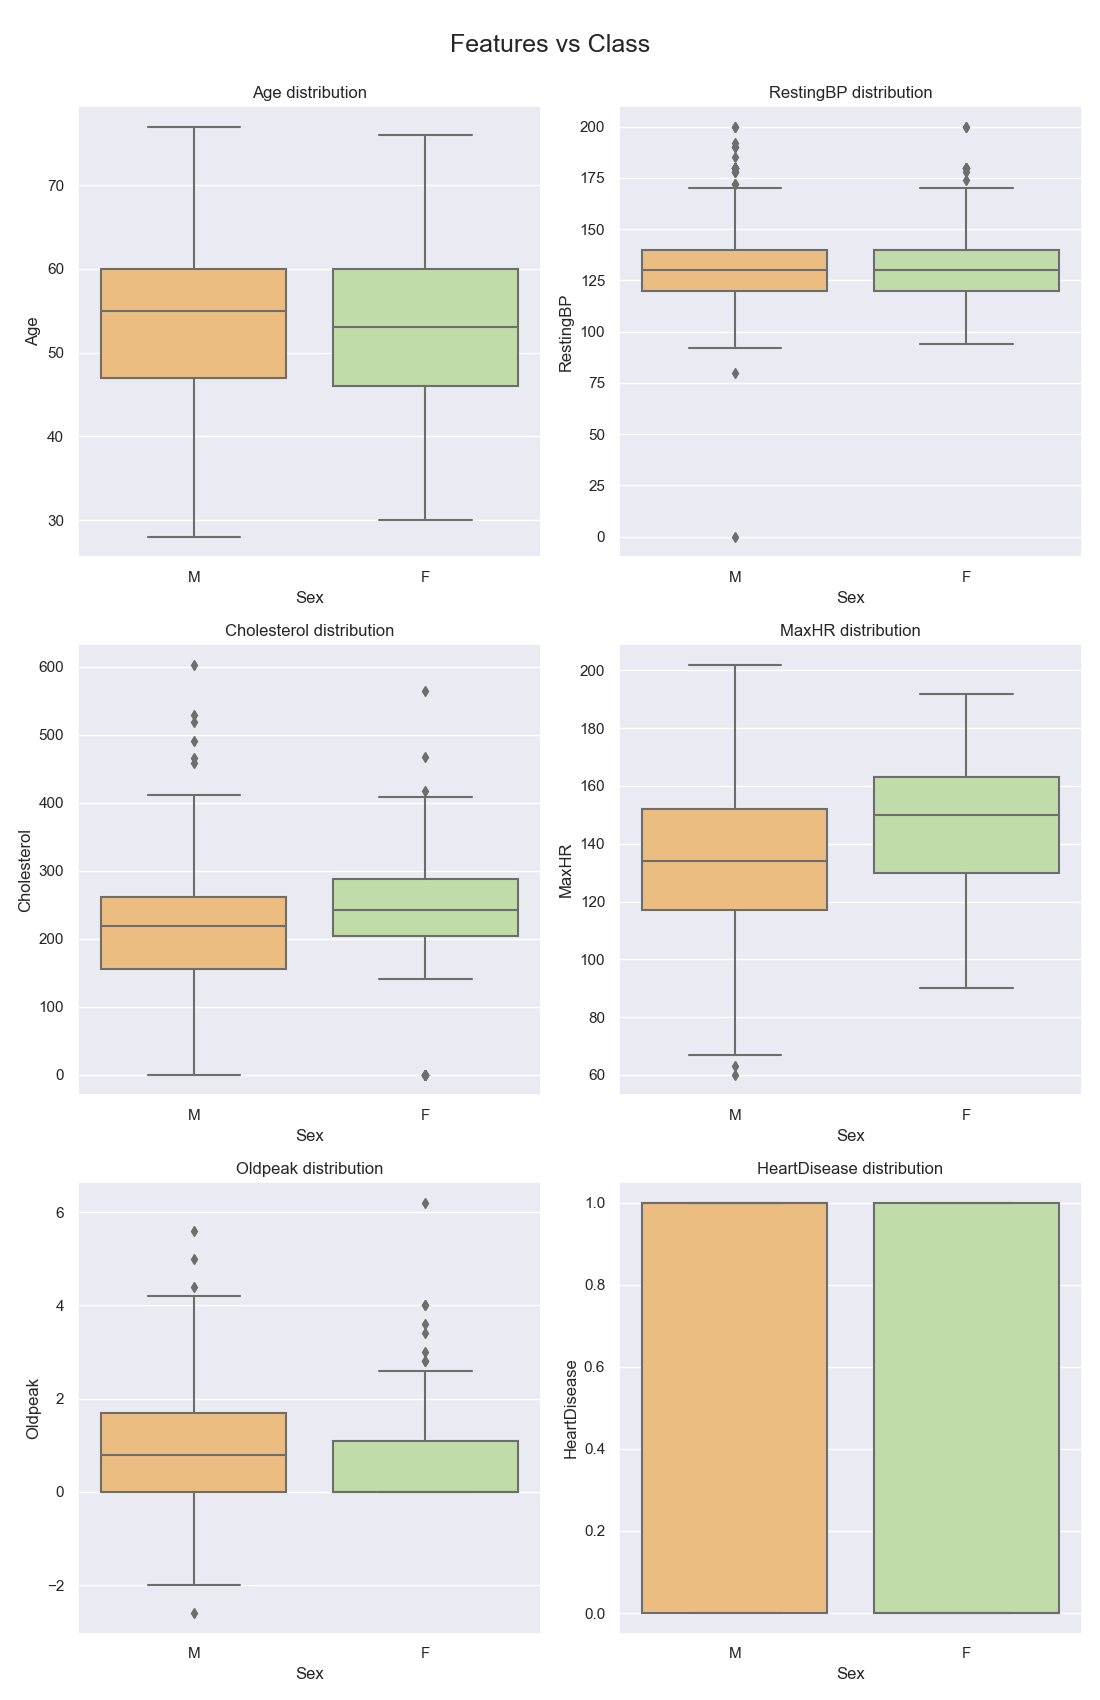 Features vs Class
Age distribution
70
60
50
40
30
Age
M F
Sex
RestingBP distribution
200
175
150
125
100
75
50
25
0
RestingBP
M F
Sex
Cholesterol distribution
600
500
400
300
200
100
0
Cholesterol
M F
Sex
MaxHR distribution
200
180
160
140
120
100
80
60
MaxHR
M F
Sex
Oldpeak distribution
6
4
2
0
−2
Oldpeak
M F
Sex
HeartDisease distribution
1.0
0.8
0.6
0.4
0.2
0.0
HeartDisease
M F
Sex